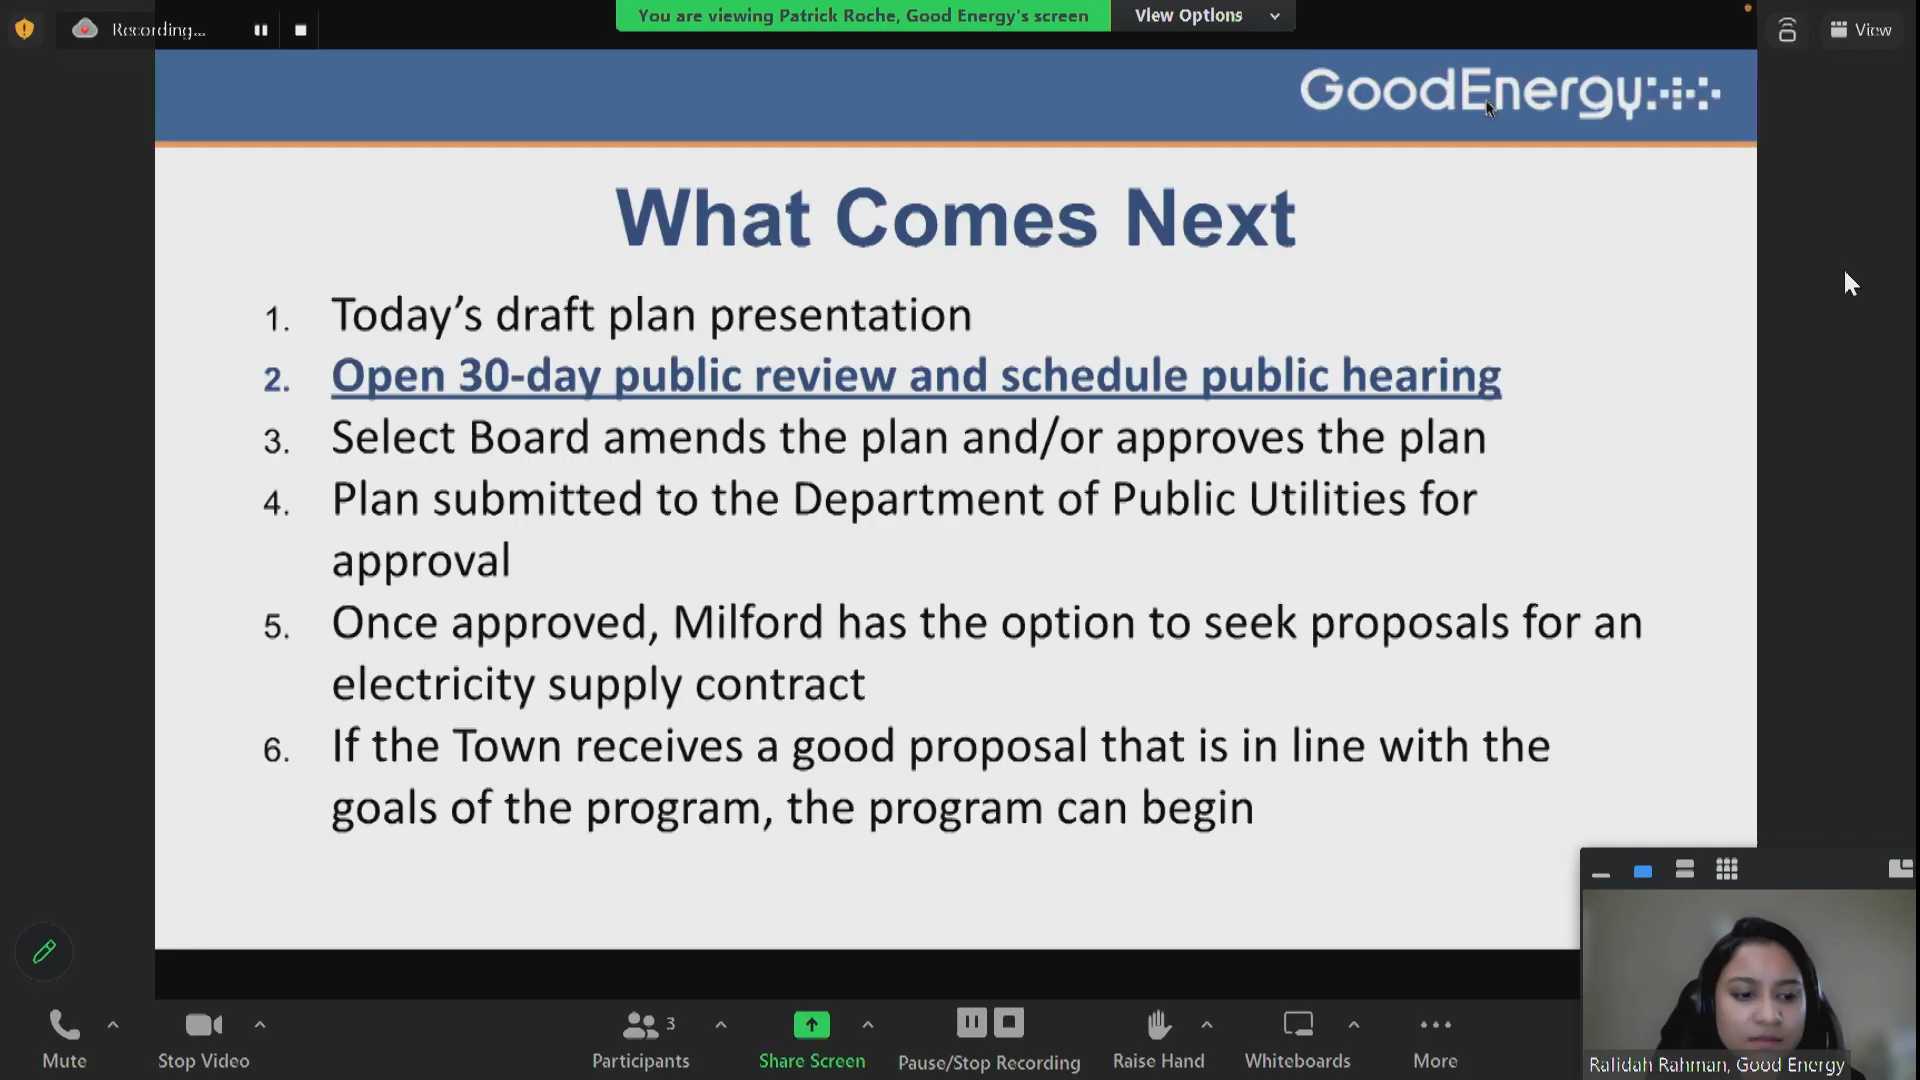 Recording...
You are viewing Patrick Roche, Good Energy's screen
View Options
View
GoodEnergy
What Comes Next
1. Today's draft plan presentation
2. Open 30-day public review and schedule public hearing
3. Select Board amends the plan and/or approves the plan
4. Plan submitted to the Department of Public Utilities for
approval
5. Once approved, Milford has the option to seek proposals for an
electricity supply contract
6. If the Town receives a good proposal that is in line with the
goals of the program, the program can begin
Mute
Stop Video
3
Participants
Share Screen
Pause/Stop Recording
Raise Hand
Whiteboards
More
Ralidah Rahman, Good Energy